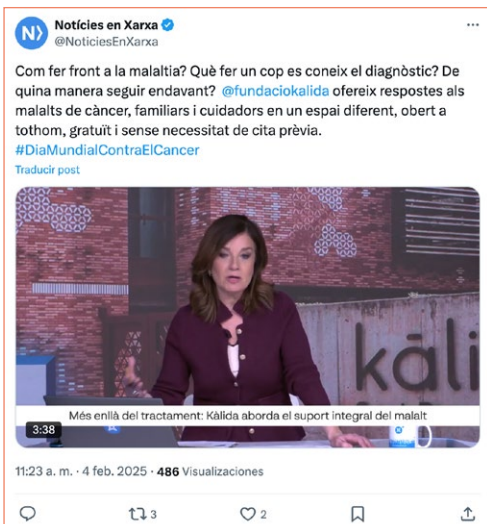 Notícies en Xarxa
@NoticiesEnXarxa
Com fer front a la malaltia? Què fer un cop es coneix el diagnòstic? De
quina manera seguir endavant? @fundaciokalida ofereix respostes als
malalts de càncer, familiars i cuidadors en un espai diferent, obert a
tothom, gratuït i sense necessitat de cita prèvia.
#DiaMundialContraElCancer
Traducir post
kàli
Més enllà del tractament: Kàlida aborda el suport integral del malalt
3:38
11:23 a. m. · 4 feb. 2025 · 486 Visualizaciones
3
2